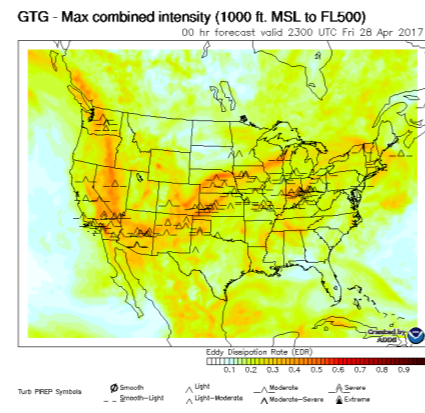 GTG - Max combined intensity (1000 ft. MSL to FL500)
00 hr forecast valid 2300 UTC Fri 28 Apr 2017
Created by
ADDS
Eddy Dissipation Rate (EDR)
0.1 0.2 0.3 0.4 0.5 0.6 0.7 0.8 0.9
Turb PIREP Symbols
Smooth Light Moderate Severe
Smooth-Light Light-Moderate Moderate-Severe Extreme